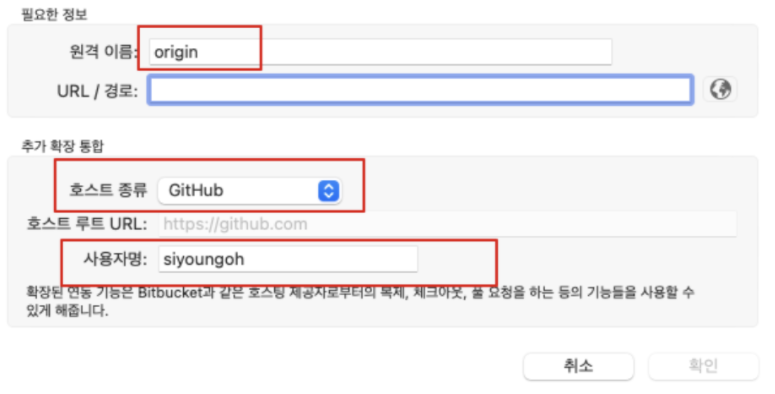 필요한 정보
원격 이름: origin
URL / 경로:
추가 확장 통합
호스트 종류 GitHub
호스트 루트 URL: https://github.com
사용자명: siyoungoh
확장된 연동 기능은 Bitbucket과 같은 호스팅 제공자로부터의 복제, 체크아웃, 풀 요청을 하는 등의 기능들을 사용할 수
있게 해줍니다.
취소 확인